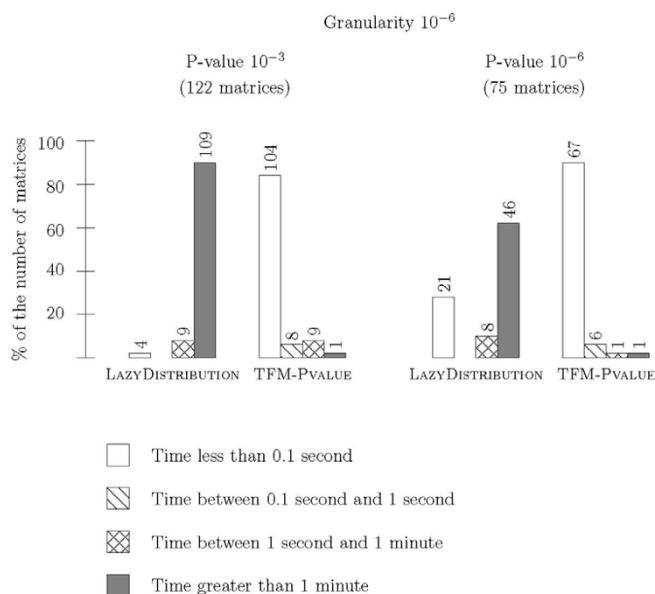 Granularity 10⁻⁶
P-value 10⁻³
(122 matrices)
P-value 10⁻⁶
(75 matrices)
% of the number of matrices
100
80
60
40
20
4
9
109
104
8
9
1
21
8
46
67
6
1
1
LAZYDISTRIBUTION
TFM-PVALUE
LAZYDISTRIBUTION
TFM-PVALUE
Time less than 0.1 second
Time between 0.1 second and 1 second
Time between 1 second and 1 minute
Time greater than 1 minute